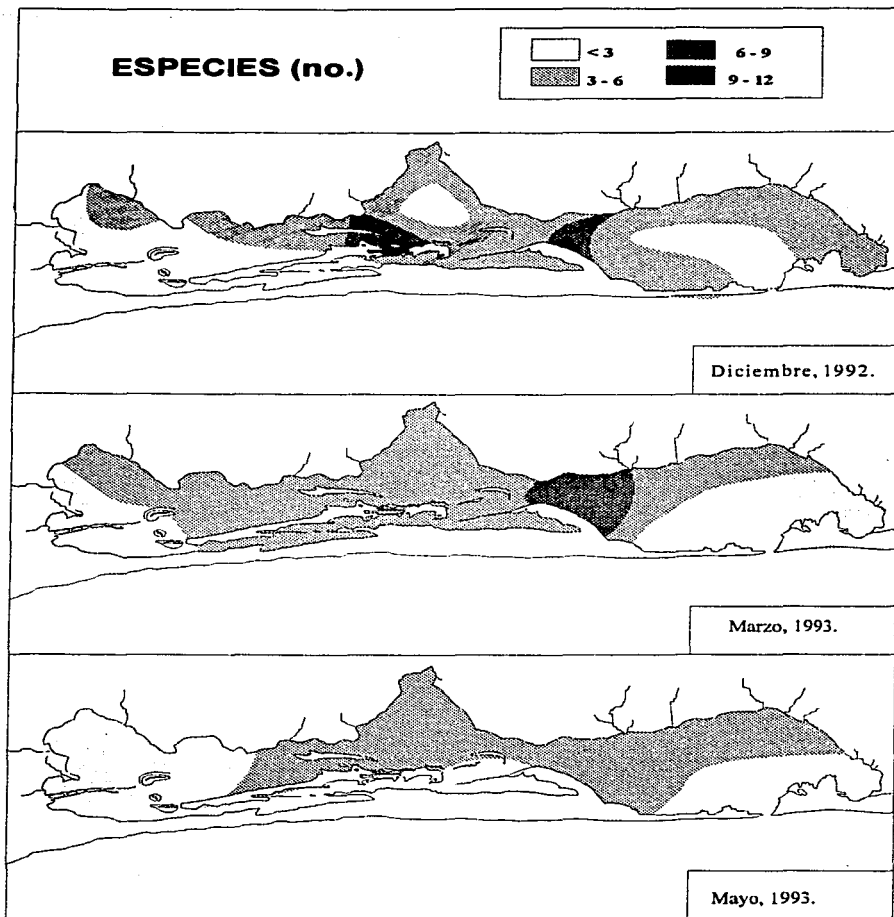 ESPECIES (no.)
<3 6-9
3-6 9-12
Diciembre, 1992.
Marzo, 1993.
Mayo, 1993.